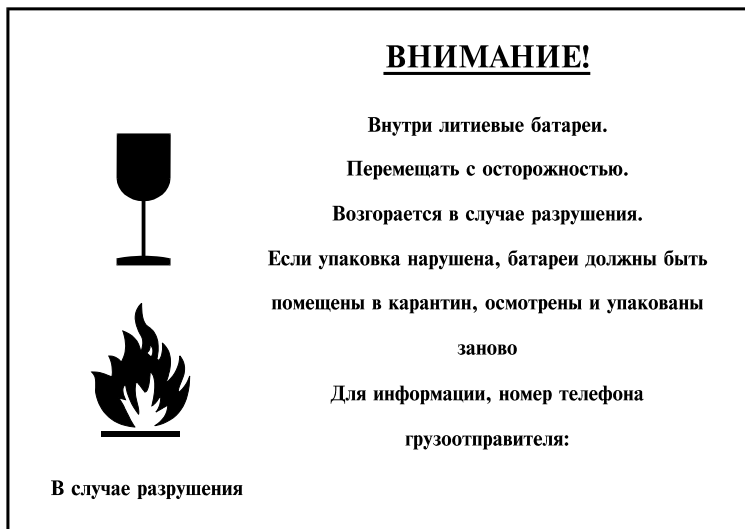 ВНИМАНИЕ!
Внутри литиевые батареи.
Перемещать с осторожностью.
Возгорается в случае разрушения.
Если упаковка нарушена, батареи должны быть
помещены в карантин, осмотрены и упакованы
заново
Для информации, номер телефона
грузоотправителя:
В случае разрушения